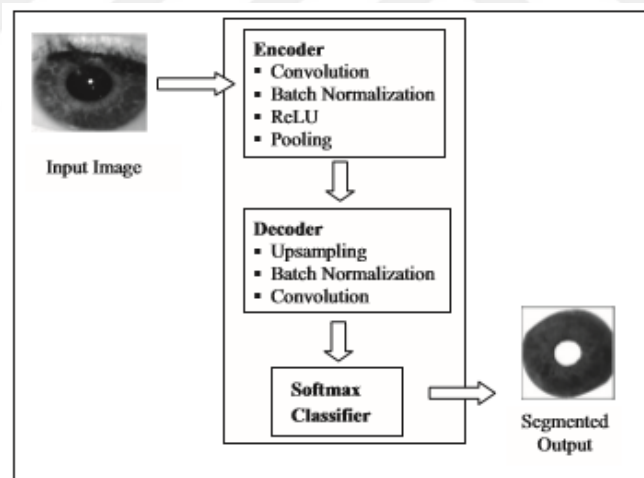 Input Image
Encoder
▪ Convolution
▪ Batch Normalization
▪ ReLU
▪ Pooling
Decoder
▪ Upsampling
▪ Batch Normalization
▪ Convolution
Softmax
Classifier
Segmented
Output